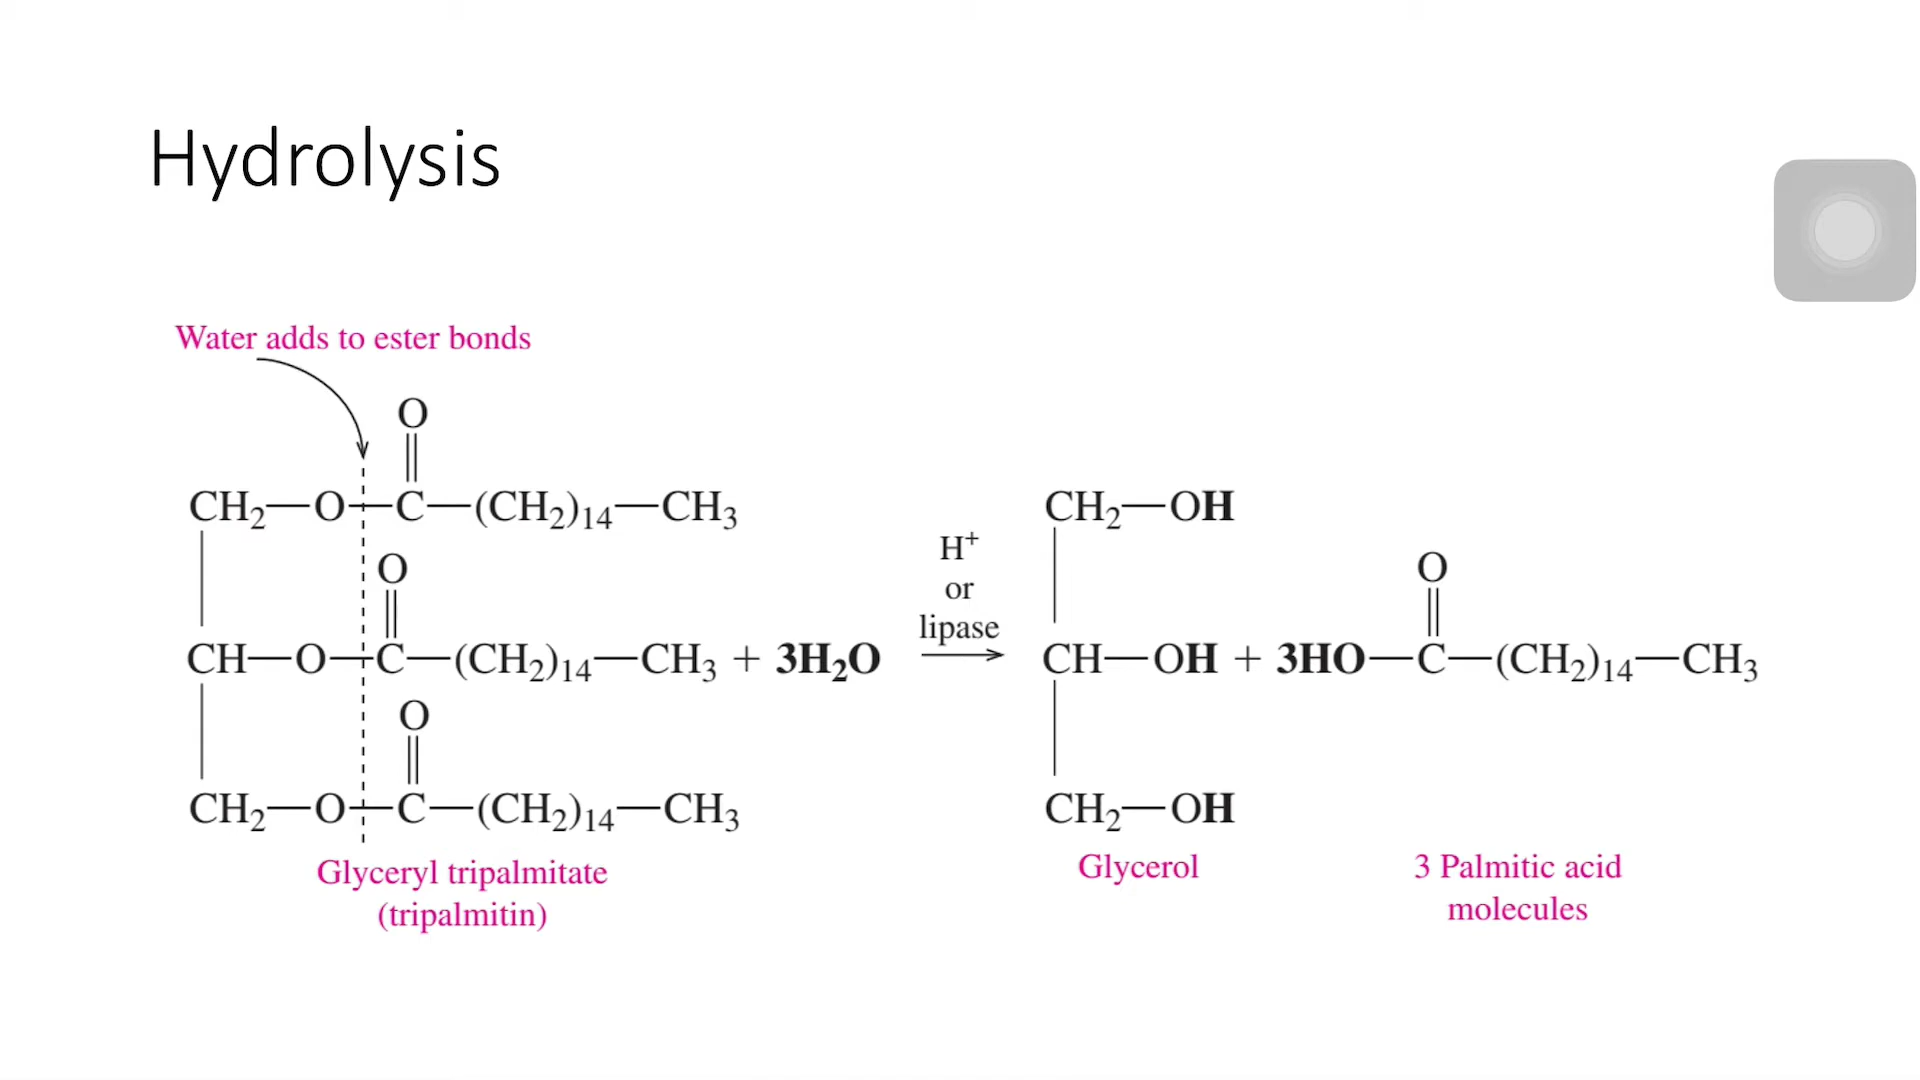 Hydrolysis
Water adds to ester bonds
O
CH₂—O—C—(CH₂)₁₄—CH₃
O
CH—O—C—(CH₂)₁₄—CH₃ + 3H₂O
O
CH₂—O—C—(CH₂)₁₄—CH₃
Glyceryl tripalmitate
(tripalmitin)
H⁺
or
lipase
CH₂—OH
O
CH—OH + 3HO—C—(CH₂)₁₄—CH₃
CH₂—OH
Glycerol
3 Palmitic acid
molecules